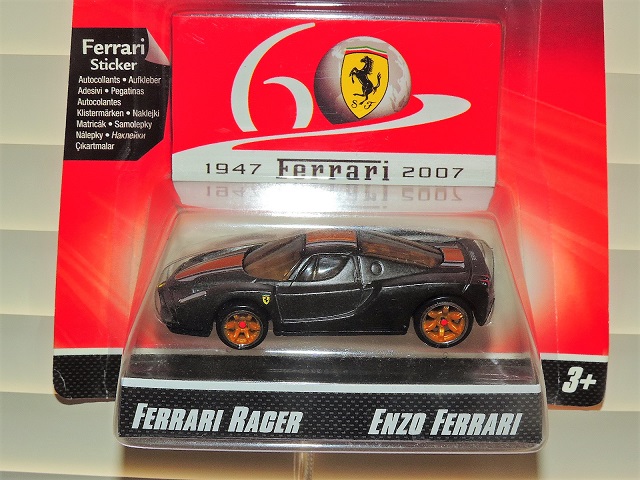 Ferrari
Sticker
Autocollants • Aufkleber
Adesivi • Pegatinas
Autocolantes
Klistermärken • Naklejki
Matricák • Samolepky
Nálepky • Наклейки
Çıkartmalar
60
S F
1947 Ferrari 2007
3+
FERRARI RACER ENZO FERRARI